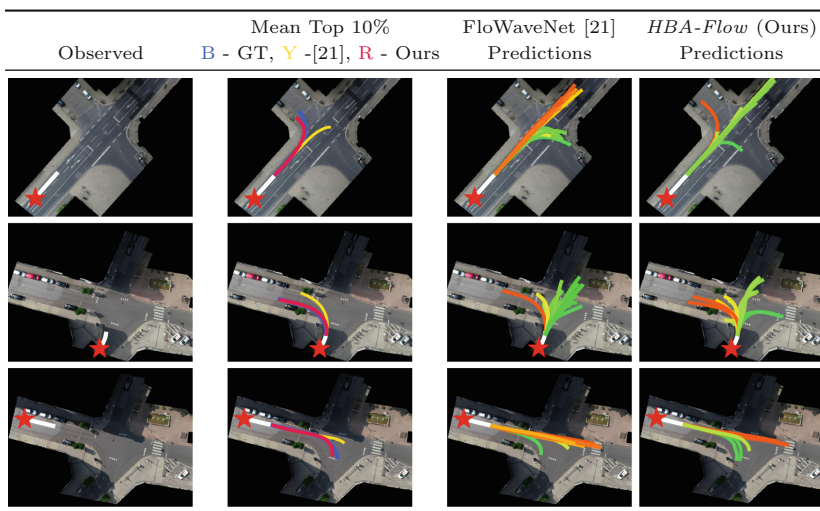 Mean Top 10% FloWaveNet [21] HBA-Flow (Ours)
Observed B - GT, Y -[21], R - Ours Predictions Predictions